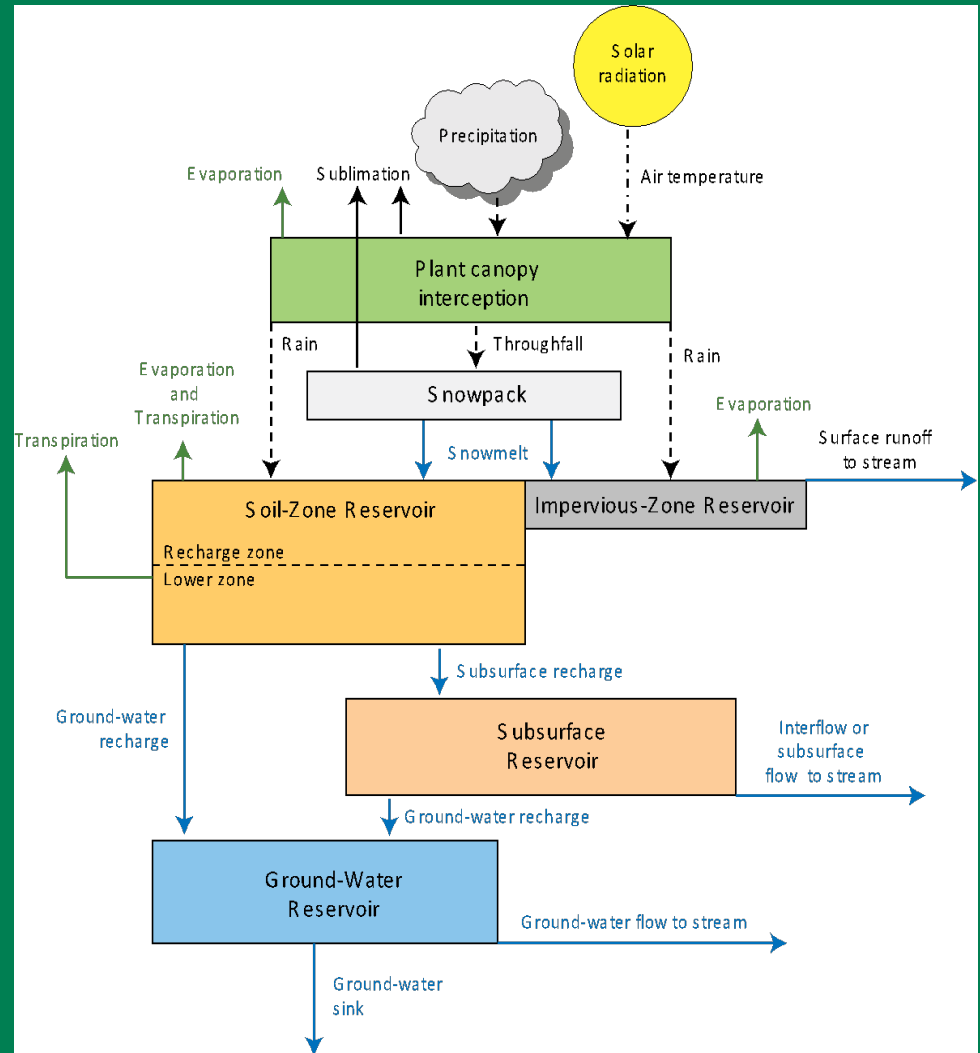 Solar
radiation
Precipitation
Evaporation
Sublimation
Air temperature
Plant canopy
interception
Rain
Throughfall
Rain
Evaporation
and
Transpiration
Snowpack
Evaporation
Transpiration
Snowmelt
Surface runoff
to stream
Soil-Zone Reservoir
Impervious-Zone Reservoir
Recharge zone
Lower zone
Subsurface recharge
Ground-water
recharge
Subsurface
Reservoir
Interflow or
subsurface
flow to stream
Ground-water recharge
Ground-Water
Reservoir
Ground-water flow to stream
Ground-water
sink